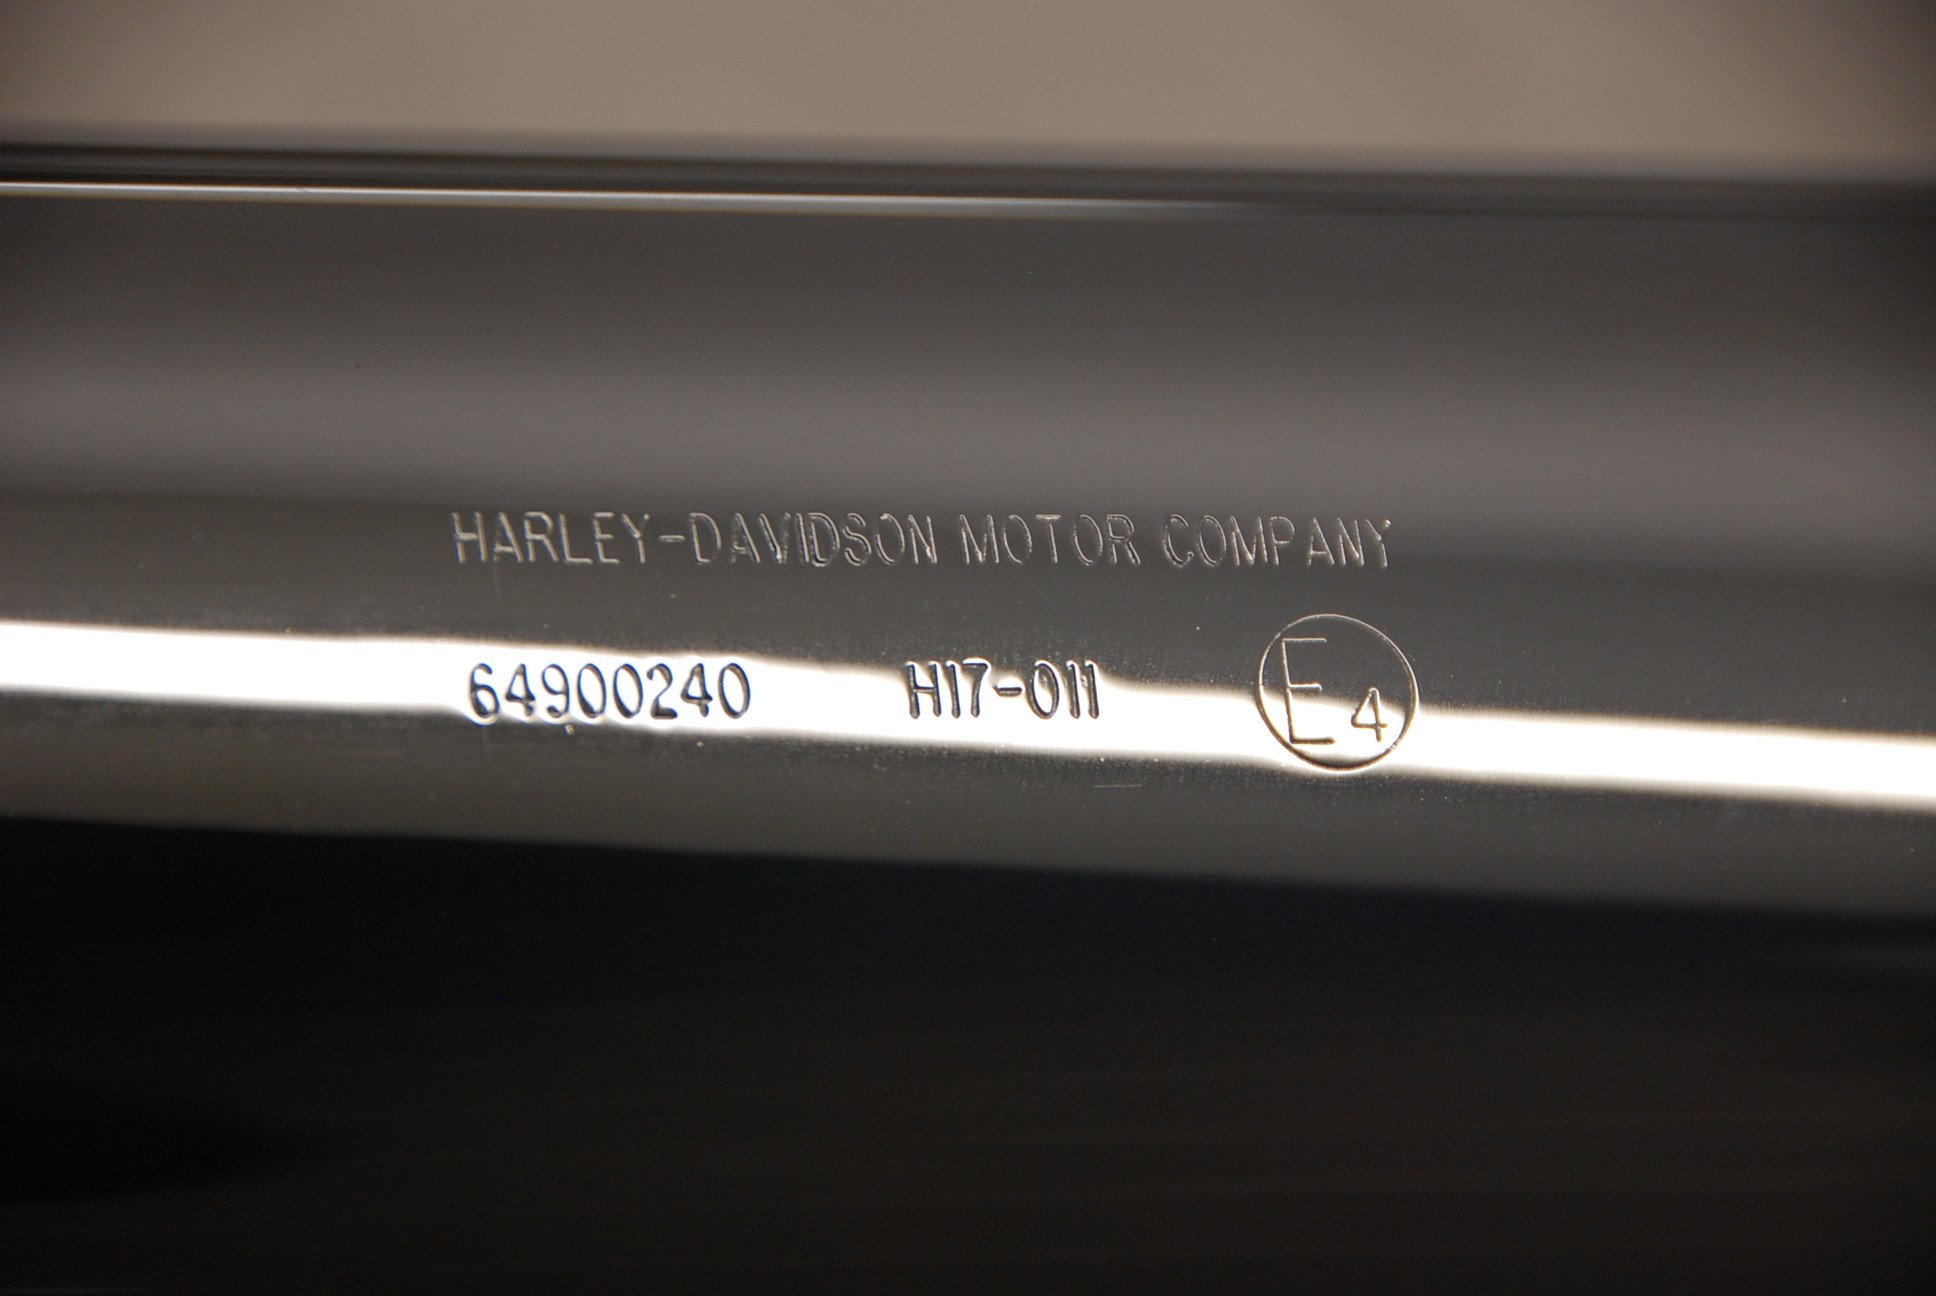 HARLEY-DAVIDSON MOTOR COMPANY
64900240 H17-011 E4